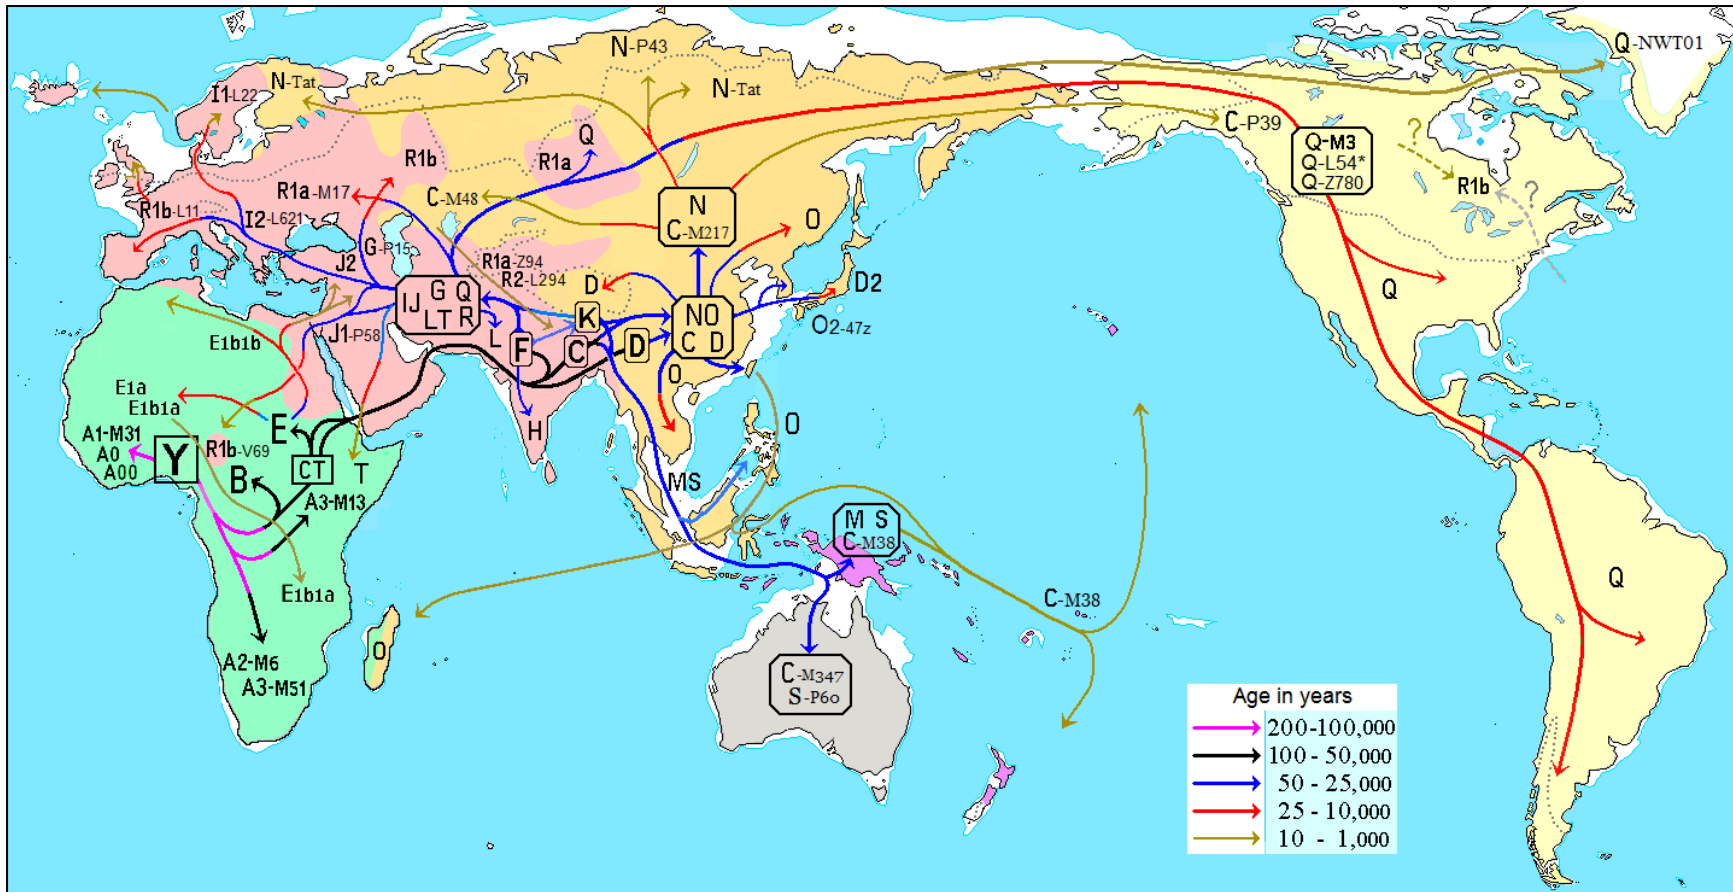 N-P43
Q-NWT01
N-Tat
I1-L22
N-Tat
C-P39
?
Q
Q-M3
Q-L54*
Q-Z780
R1b
R1a
R1a-M17
C-M48
R1b
?
R1b-L11
I2-L621
N
C-M217
O
G-P15
J2
R1a-Z94
R2-L294
D
D2
Q
G Q
IJ
LT R
K
NO
C D
O2-47z
J1-P58
L
F
C
D
E1b1b
O
E1a
E1b1a
H
O
A1-M31
A0
A00
Y
E
R1b-V69
CT
T
B
A3-M13
MS
M S
C-M38
E1b1a
Q
C-M38
O
A2-M6
A3-M51
C-M347
S-P60
Age in years
200-100,000
100 - 50,000
50 - 25,000
25 - 10,000
10 - 1,000